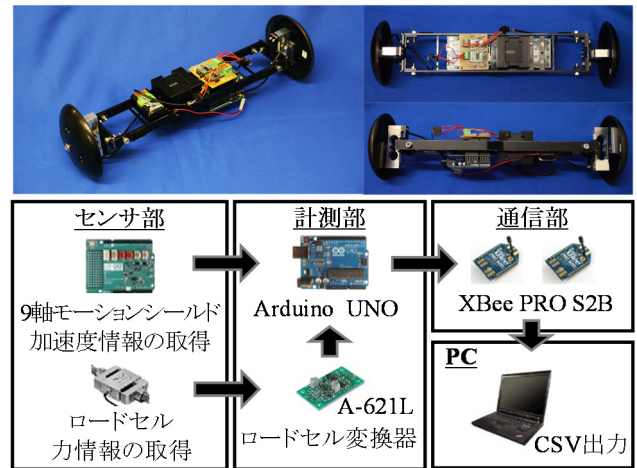 センサ部
9軸モーションシールド
加速度情報の取得
ロードセル
力情報の取得
計測部
Arduino UNO
A-621L
ロードセル変換器
通信部
XBee PRO S2B
PC
CSV出力